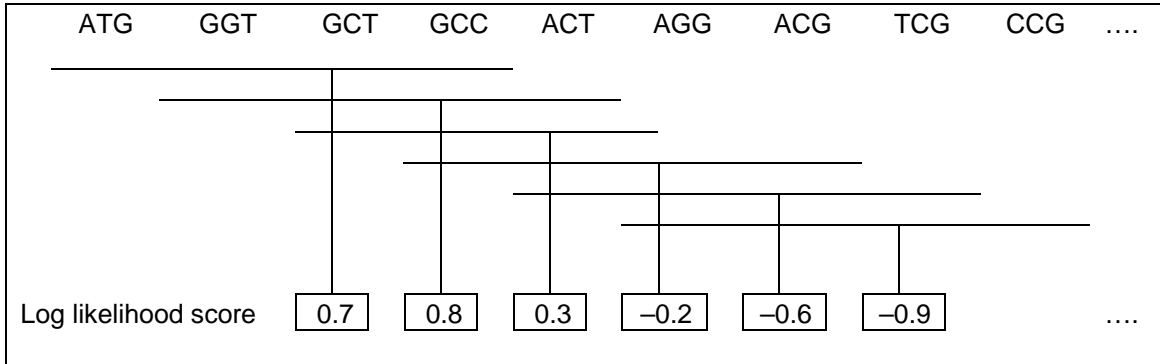 ATG GGT GCT GCC ACT AGG ACG TCG CCG ….
Log likelihood score 0.7 0.8 0.3 –0.2 –0.6 –0.9 ….